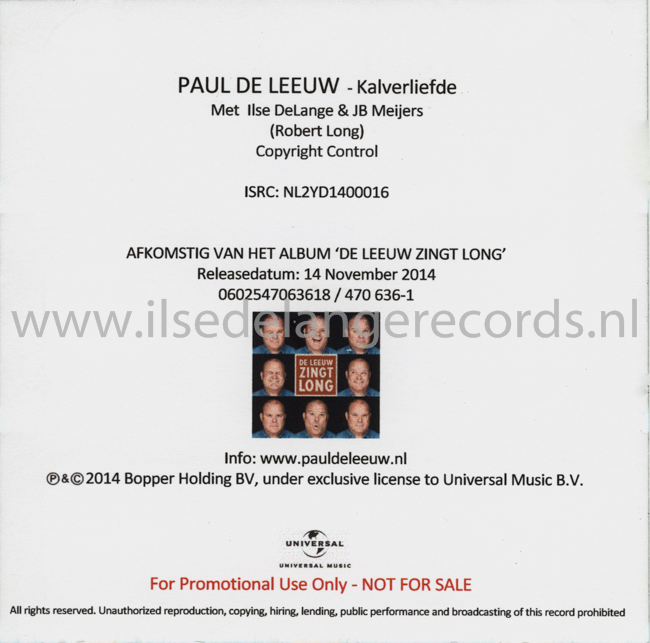 PAUL DE LEEUW - Kalverliefde
Met Ilse DeLange & JB Meijers
(Robert Long)
Copyright Control
ISRC: NL2YD1400016
AFKOMSTIG VAN HET ALBUM ‘DE LEEUW ZINGT LONG’
Releasedatum: 14 November 2014
0602547063618 / 470 636-1
www.ilsedelangerecords.nl
DE LEEUW
ZINGT
LONG
Info: www.pauldeleeuw.nl
℗&©2014 Bopper Holding BV, under exclusive license to Universal Music B.V.
UNIVERSAL
UNIVERSAL MUSIC
For Promotional Use Only - NOT FOR SALE
All rights reserved. Unauthorized reproduction, copying, hiring, lending, public performance and broadcasting of this record prohibited